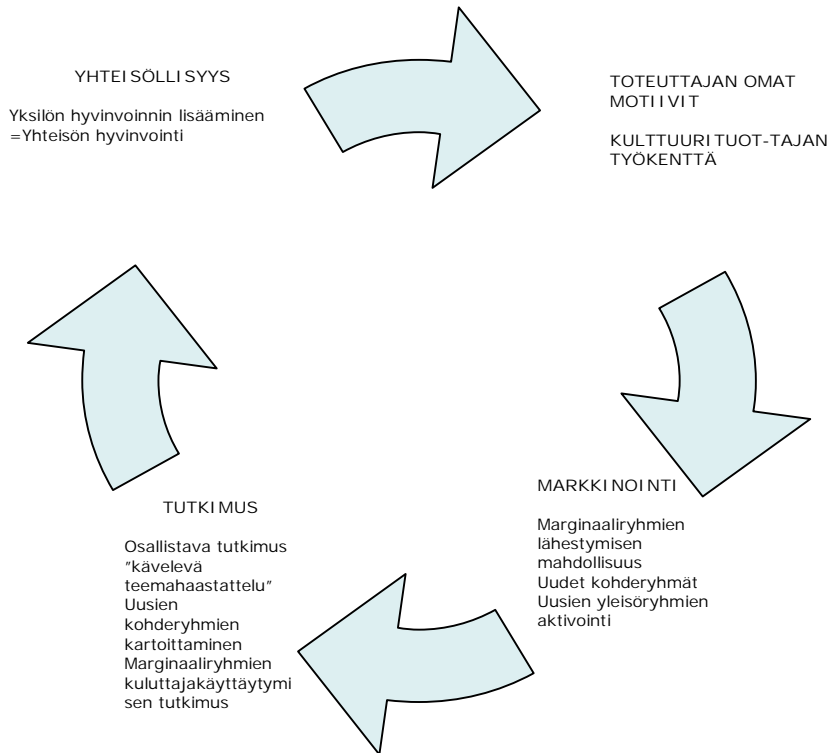 YHTEISÖLLISYYS
Yksilön hyvinvoinnin lisääminen
=Yhteisön hyvinvointi
TOTEUTTAJAN OMAT
MOTIIVIT
KULTTUURITUOT-TAJAN
TYÖKENTTÄ
MARKKINOINTI
Marginaaliryhmien
lähestymisen
mahdollisuus
Uudet kohderyhmät
Uusien yleisöryhmien
aktivointi
TUTKIMUS
Osallistava tutkimus
"kävelevä
teemahaastattelu"
Uusien
kohderyhmien
kartoittaminen
Marginaaliryhmien
kuluttajakäyttäytymi
sen tutkimus